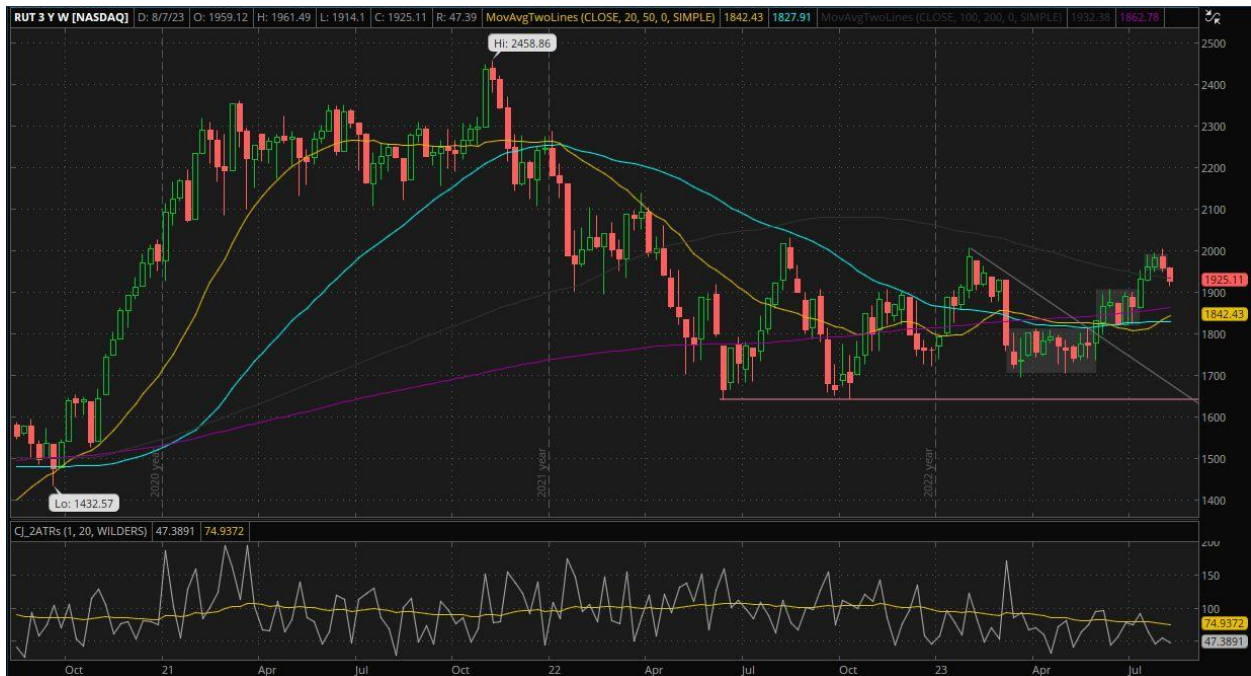 RUT 3 Y W [NASDAQ] D: 8/7/23 O: 1959.12 H: 1961.49 L: 1914.1 C: 1925.11 R: 47.39 MovAvgTwoLines (CLOSE, 20, 50, 0, SIMPLE) 1842.43 1827.91 MovAvgTwoLines (CLOSE, 100, 200, 0, SIMPLE) 1932.38 1862.78
Hi: 2458.86
2500
2400
2300
2200
2100
2000
1925.11
1900
1842.43
1800
1700
1600
1500
1400
2020 year
2021 year
2022 year
Lo: 1432.57
CJ_2ATRs (1, 20, WILDERS) 47.3891 74.9372
200
150
100
74.9372
47.3891
Oct 21 Apr Jul Oct 22 Apr Jul Oct 23 Apr Jul